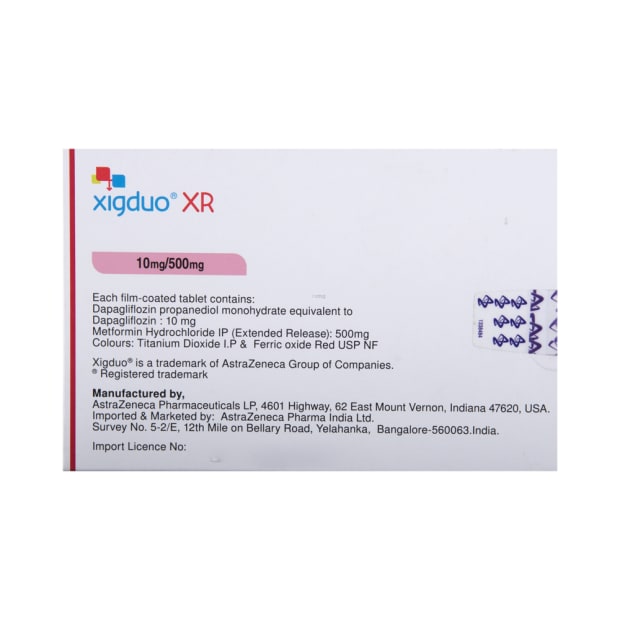 xigduo® XR
10mg/500mg
Each film-coated tablet contains:
Dapagliflozin propanediol monohydrate equivalent to
Dapagliflozin : 10 mg
Metformin Hydrochloride IP (Extended Release): 500mg
Colours: Titanium Dioxide I.P & Ferric oxide Red USP NF
Xigduo® is a trademark of AstraZeneca Group of Companies.
® Registered trademark
Manufactured by,
AstraZeneca Pharmaceuticals LP, 4601 Highway, 62 East Mount Vernon, Indiana 47620, USA.
Imported & Marketed by: AstraZeneca Pharma India Ltd.
Survey No. 5-2/E, 12th Mile on Bellary Road, Yelahanka, Bangalore-560063.India.
Import Licence No: